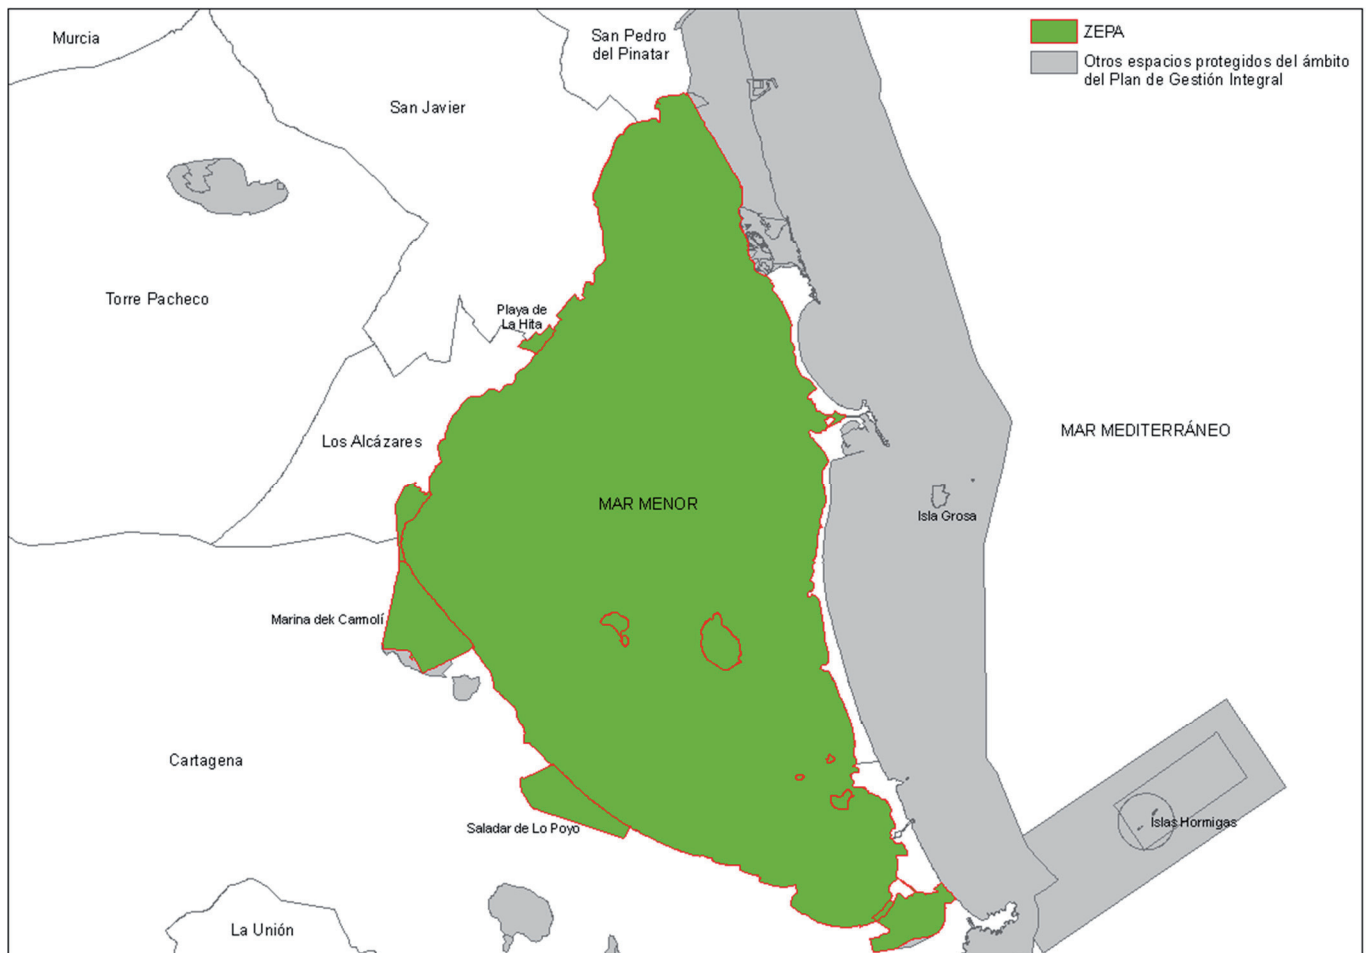 Murcia
San Pedro
del Pinatar
San Javier
ZEPA
Otros espacios protegidos del ámbito
del Plan de Gestión Integral
Torre Pacheco
Playa de
La Hita
Los Alcázares
MAR MEDITERRÁNEO
MAR MENOR
Isla Grosa
Marina dek Carmolí
Cartagena
Saladar de Lo Poyo
Islas Hormigas
La Unión